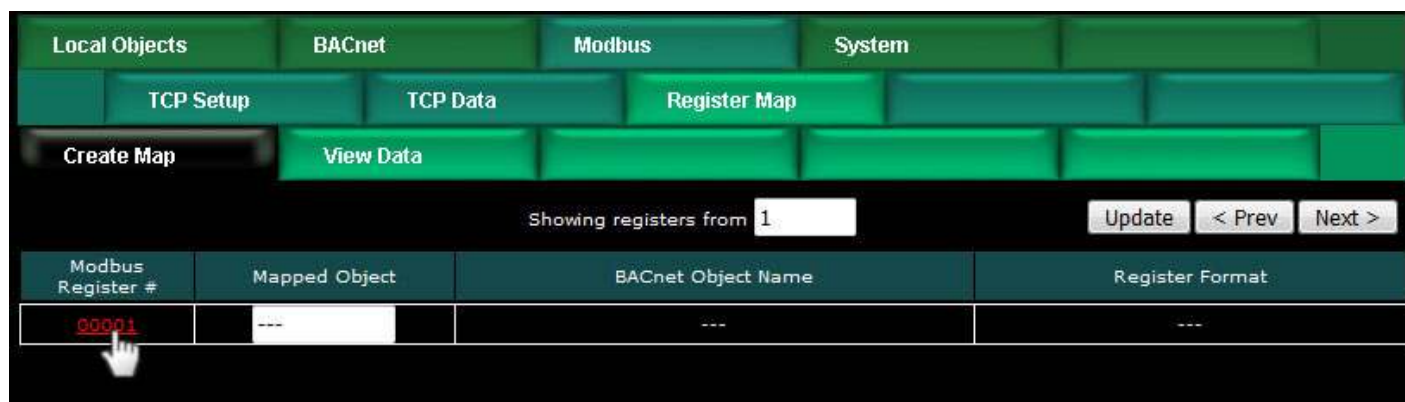 Local Objects BACnet Modbus System
TCP Setup TCP Data Register Map
Create Map View Data
Showing registers from 1 Update < Prev Next >
Modbus Register # Mapped Object BACnet Object Name Register Format
00001 --- --- ---